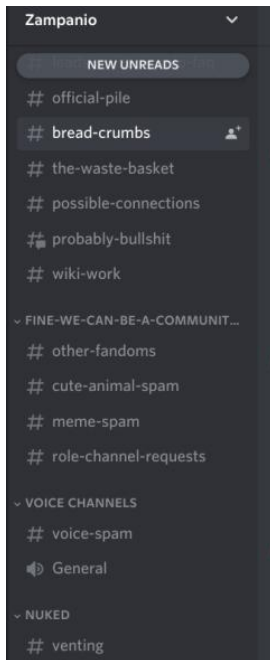 Zampanio
NEW UNREADS
official-pile
bread-crumbs
the-waste-basket
possible-connections
probably-bullshit
wiki-work
FINE-WE-CAN-BE-A-COMMUNIT...
other-fandoms
cute-animal-spam
meme-spam
role-channel-requests
VOICE CHANNELS
voice-spam
General
NUKED
venting